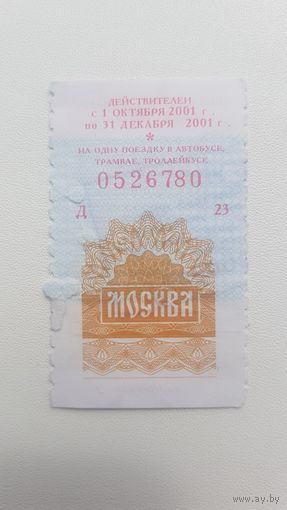 ДЕЙСТВИТЕЛЕН
с 1 ОКТЯБРЯ 2001 г.
по 31 ДЕКАБРЯ 2001 г.
*
НА ОДНУ ПОЕЗДКУ В АВТОБУСЕ,
ТРАМВАЕ, ТРОЛЛЕЙБУСЕ
0526780
Д 23
МОСКВА
www.ay.by